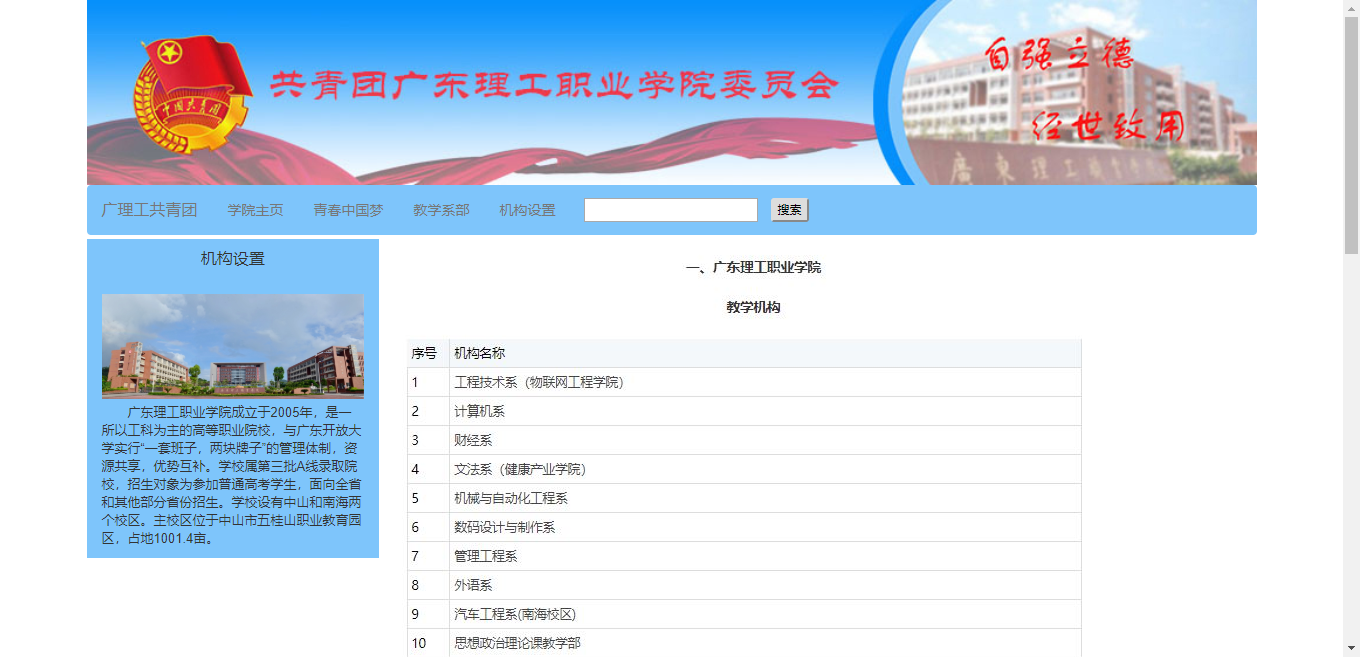 中国共青团
共青团广东理工职业学院委员会
自强立德
经世致用
廣東理工職業學
广理工共青团 学院主页 青春中国梦 教学系部 机构设置 搜索
机构设置
广东理工职业学院成立于2005年，是一
所以工科为主的高等职业院校，与广东开放大
学实行“一套班子，两块牌子”的管理体制，资
源共享，优势互补。学校属第三批A线录取院
校，招生对象为参加普通高考学生，面向全省
和其他部分省份招生。学校设有中山和南海两
个校区。主校区位于中山市五桂山职业教育园
区，占地1001.4亩。
一、广东理工职业学院
教学机构
序号 机构名称
1 工程技术系（物联网工程学院）
2 计算机系
3 财经系
4 文法系（健康产业学院）
5 机械与自动化工程系
6 数码设计与制作系
7 管理工程系
8 外语系
9 汽车工程系(南海校区)
10 思想政治理论课教学部